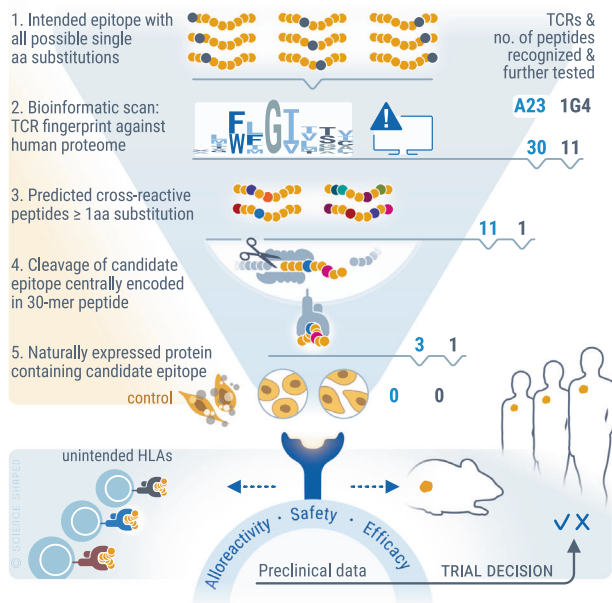 1. Intended epitope with
all possible single
aa substitutions
TCRs &
no. of peptides
recognized &
further tested
2. Bioinformatic scan:
TCR fingerprint against
human proteome
A23 1G4
30 11
3. Predicted cross-reactive
peptides ≥ 1aa substitution
11 1
4. Cleavage of candidate
epitope centrally encoded
in 30-mer peptide
3 1
5. Naturally expressed protein
containing candidate epitope
control
0 0
unintended HLAs
Alloreactivity · Safety · Efficacy
Preclinical data
TRIAL DECISION
© SCIENCE SHAPED